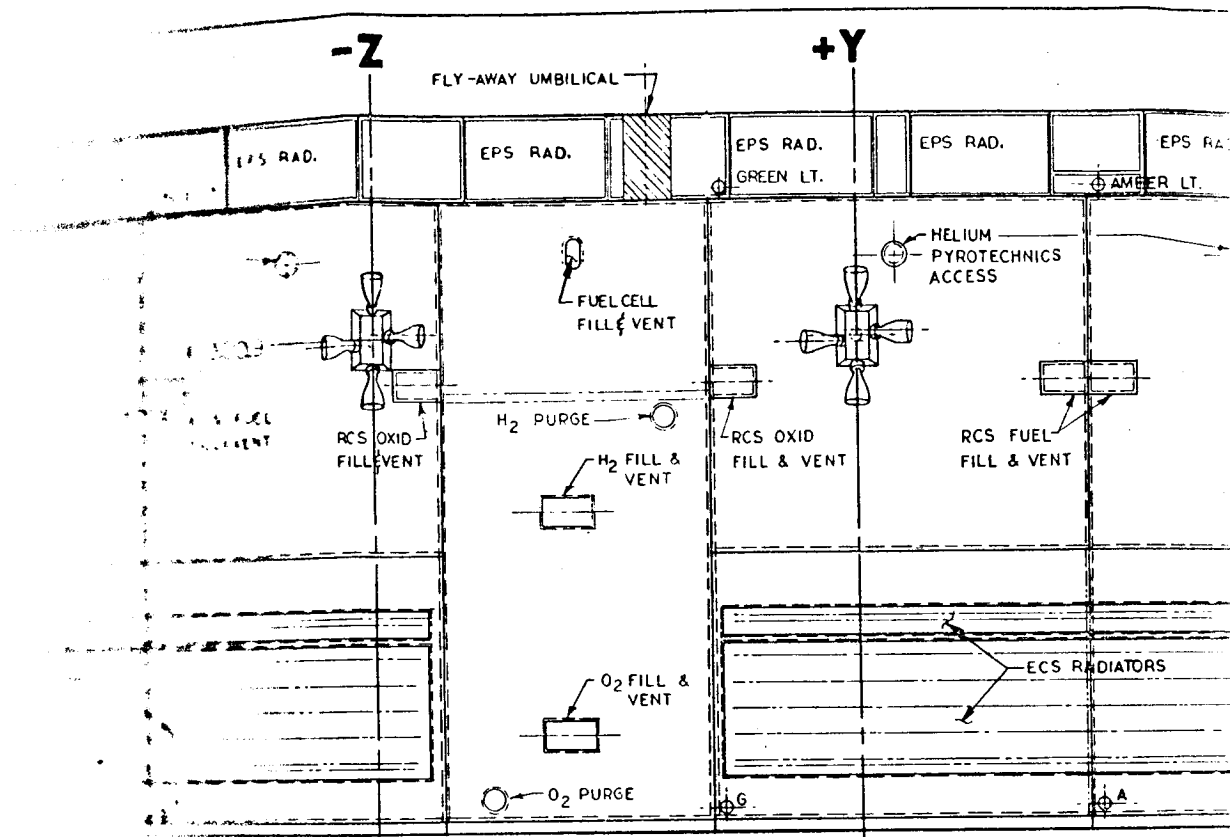 -Z
+Y
FLY-AWAY UMBILICAL
EPS RAD.
EPS RAD.
EPS RAD.
GREEN LT.
EPS RAD.
EPS RA
AMBER LT.
HELIUM
PYROTECHNICS
ACCESS
FUEL CELL
FILL & VENT
RCS OXID
FILL VENT
H2 PURGE
RCS OXID
FILL & VENT
RCS FUEL
FILL & VENT
H2 FILL &
VENT
ECS RADIATORS
O2 FILL &
VENT
O2 PURGE
G
A